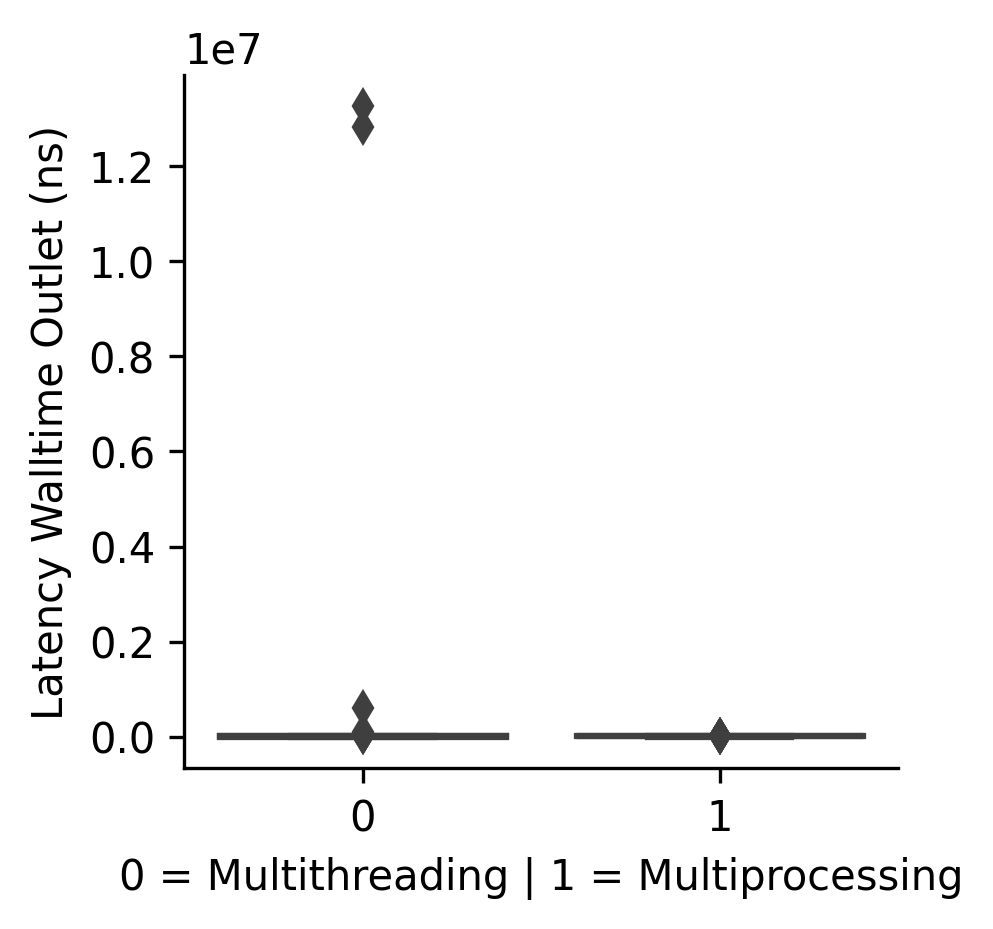 1e7
Latency Walltime Outlet (ns)
1.2
1.0
0.8
0.6
0.4
0.2
0.0
0 1
0 = Multithreading | 1 = Multiprocessing